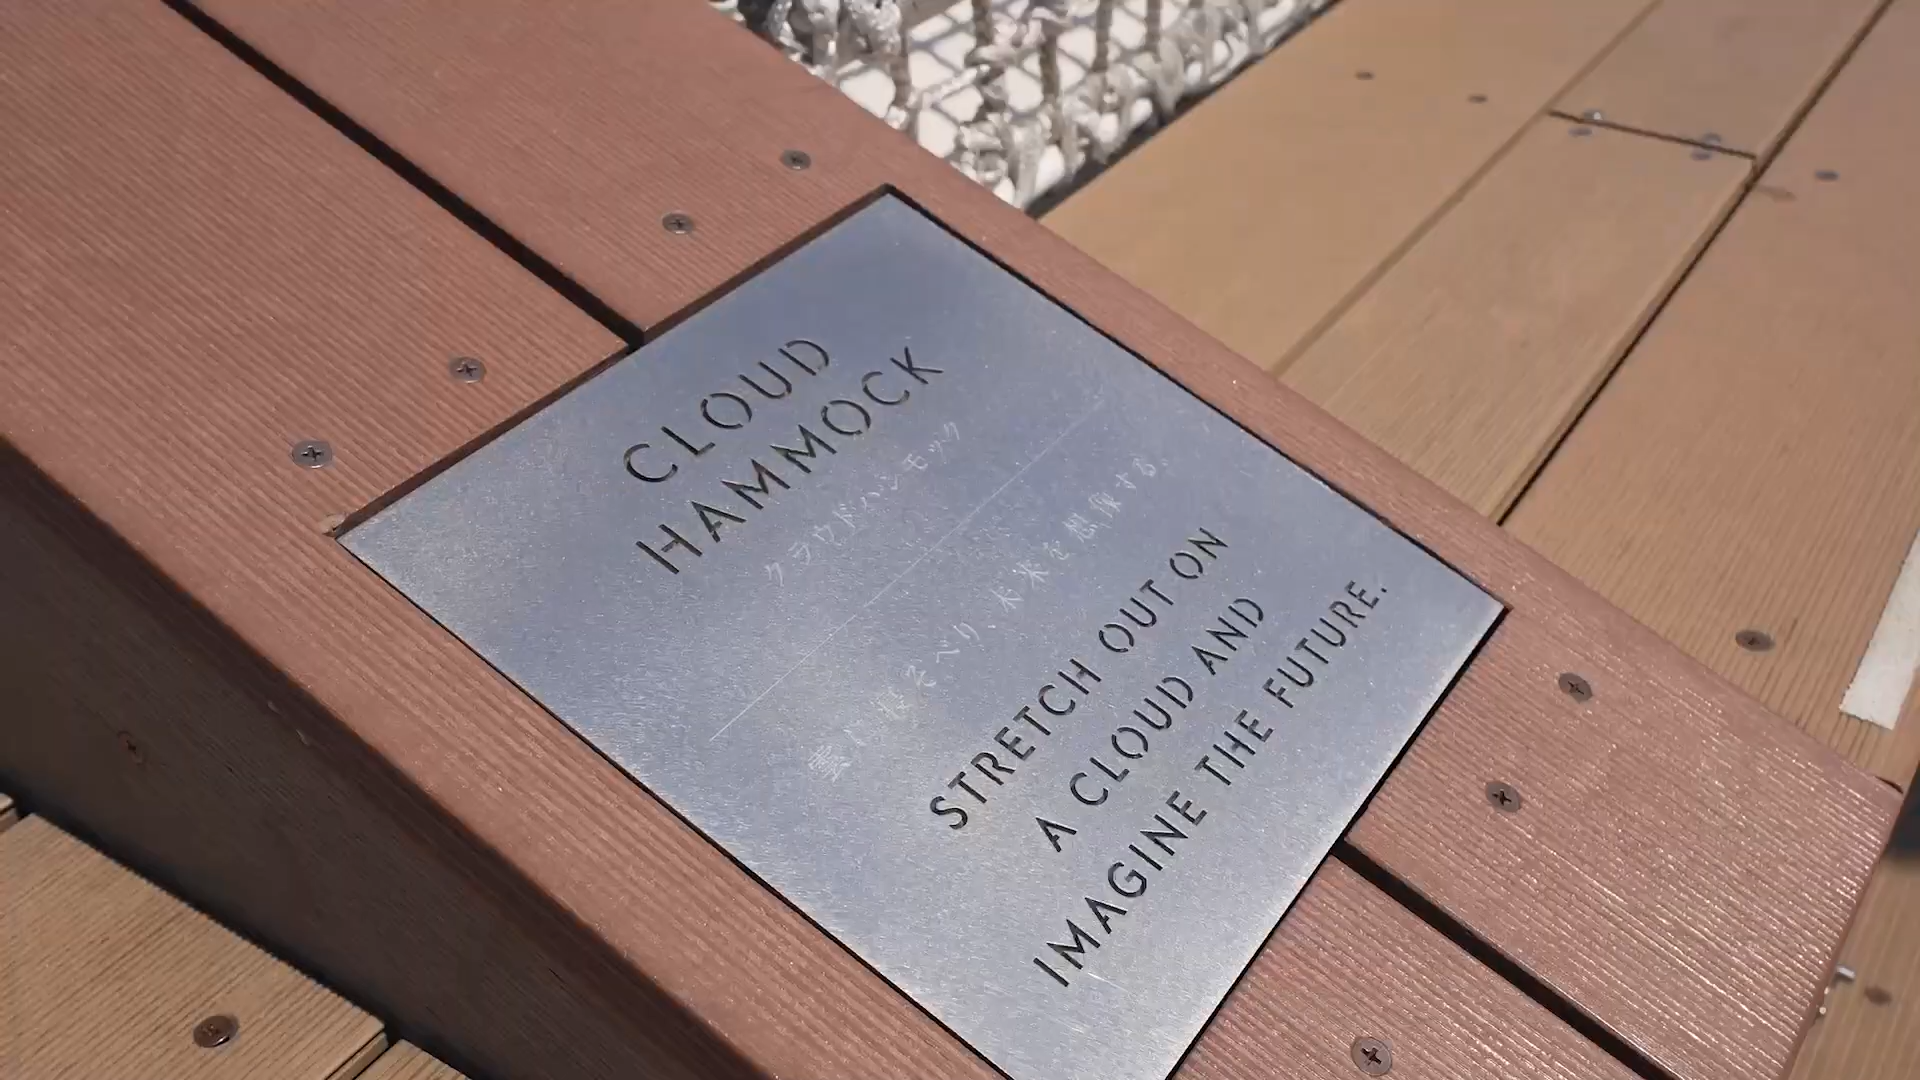 CLOUD
HAMMOCK
クラウドハンモック
雲に寝そべり、未来を想像する。
STRETCH OUT ON
A CLOUD AND
IMAGINE THE FUTURE.